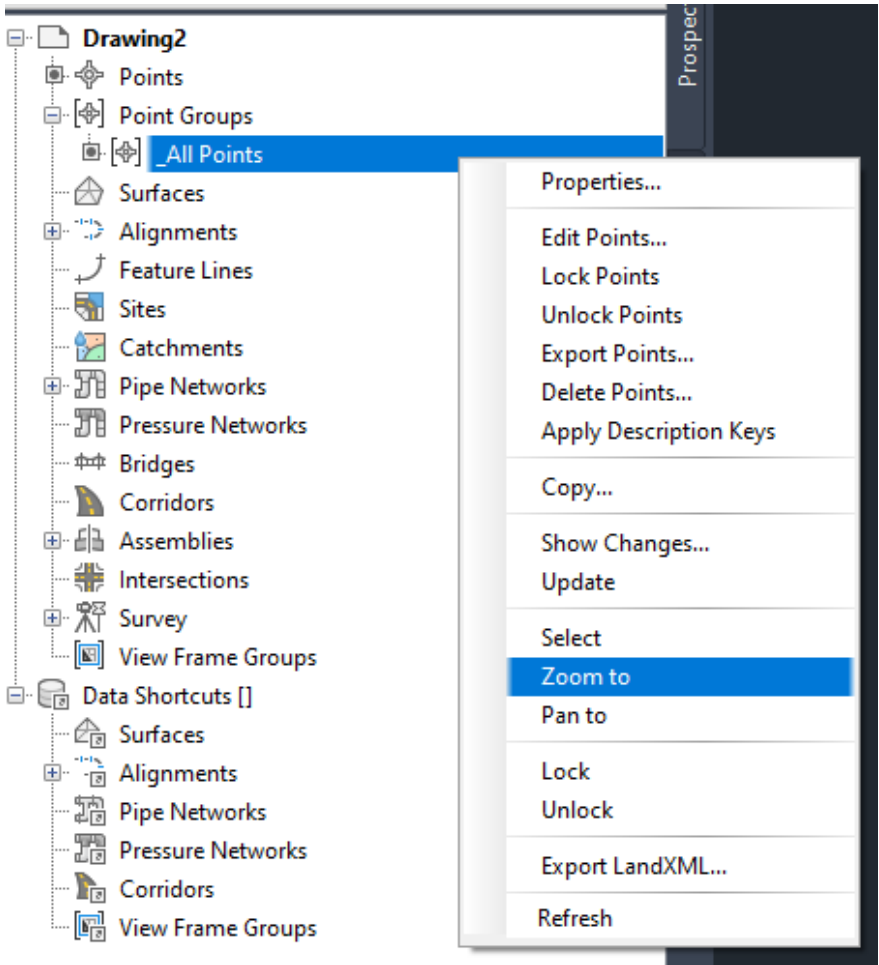 Drawing2
Points
Point Groups
_All Points
Surfaces
Alignments
Feature Lines
Sites
Catchments
Pipe Networks
Pressure Networks
Bridges
Corridors
Assemblies
Intersections
Survey
View Frame Groups
Data Shortcuts []
Surfaces
Alignments
Pipe Networks
Pressure Networks
Corridors
View Frame Groups
Prospec
Properties...
Edit Points...
Lock Points
Unlock Points
Export Points...
Delete Points...
Apply Description Keys
Copy...
Show Changes...
Update
Select
Zoom to
Pan to
Lock
Unlock
Export LandXML...
Refresh